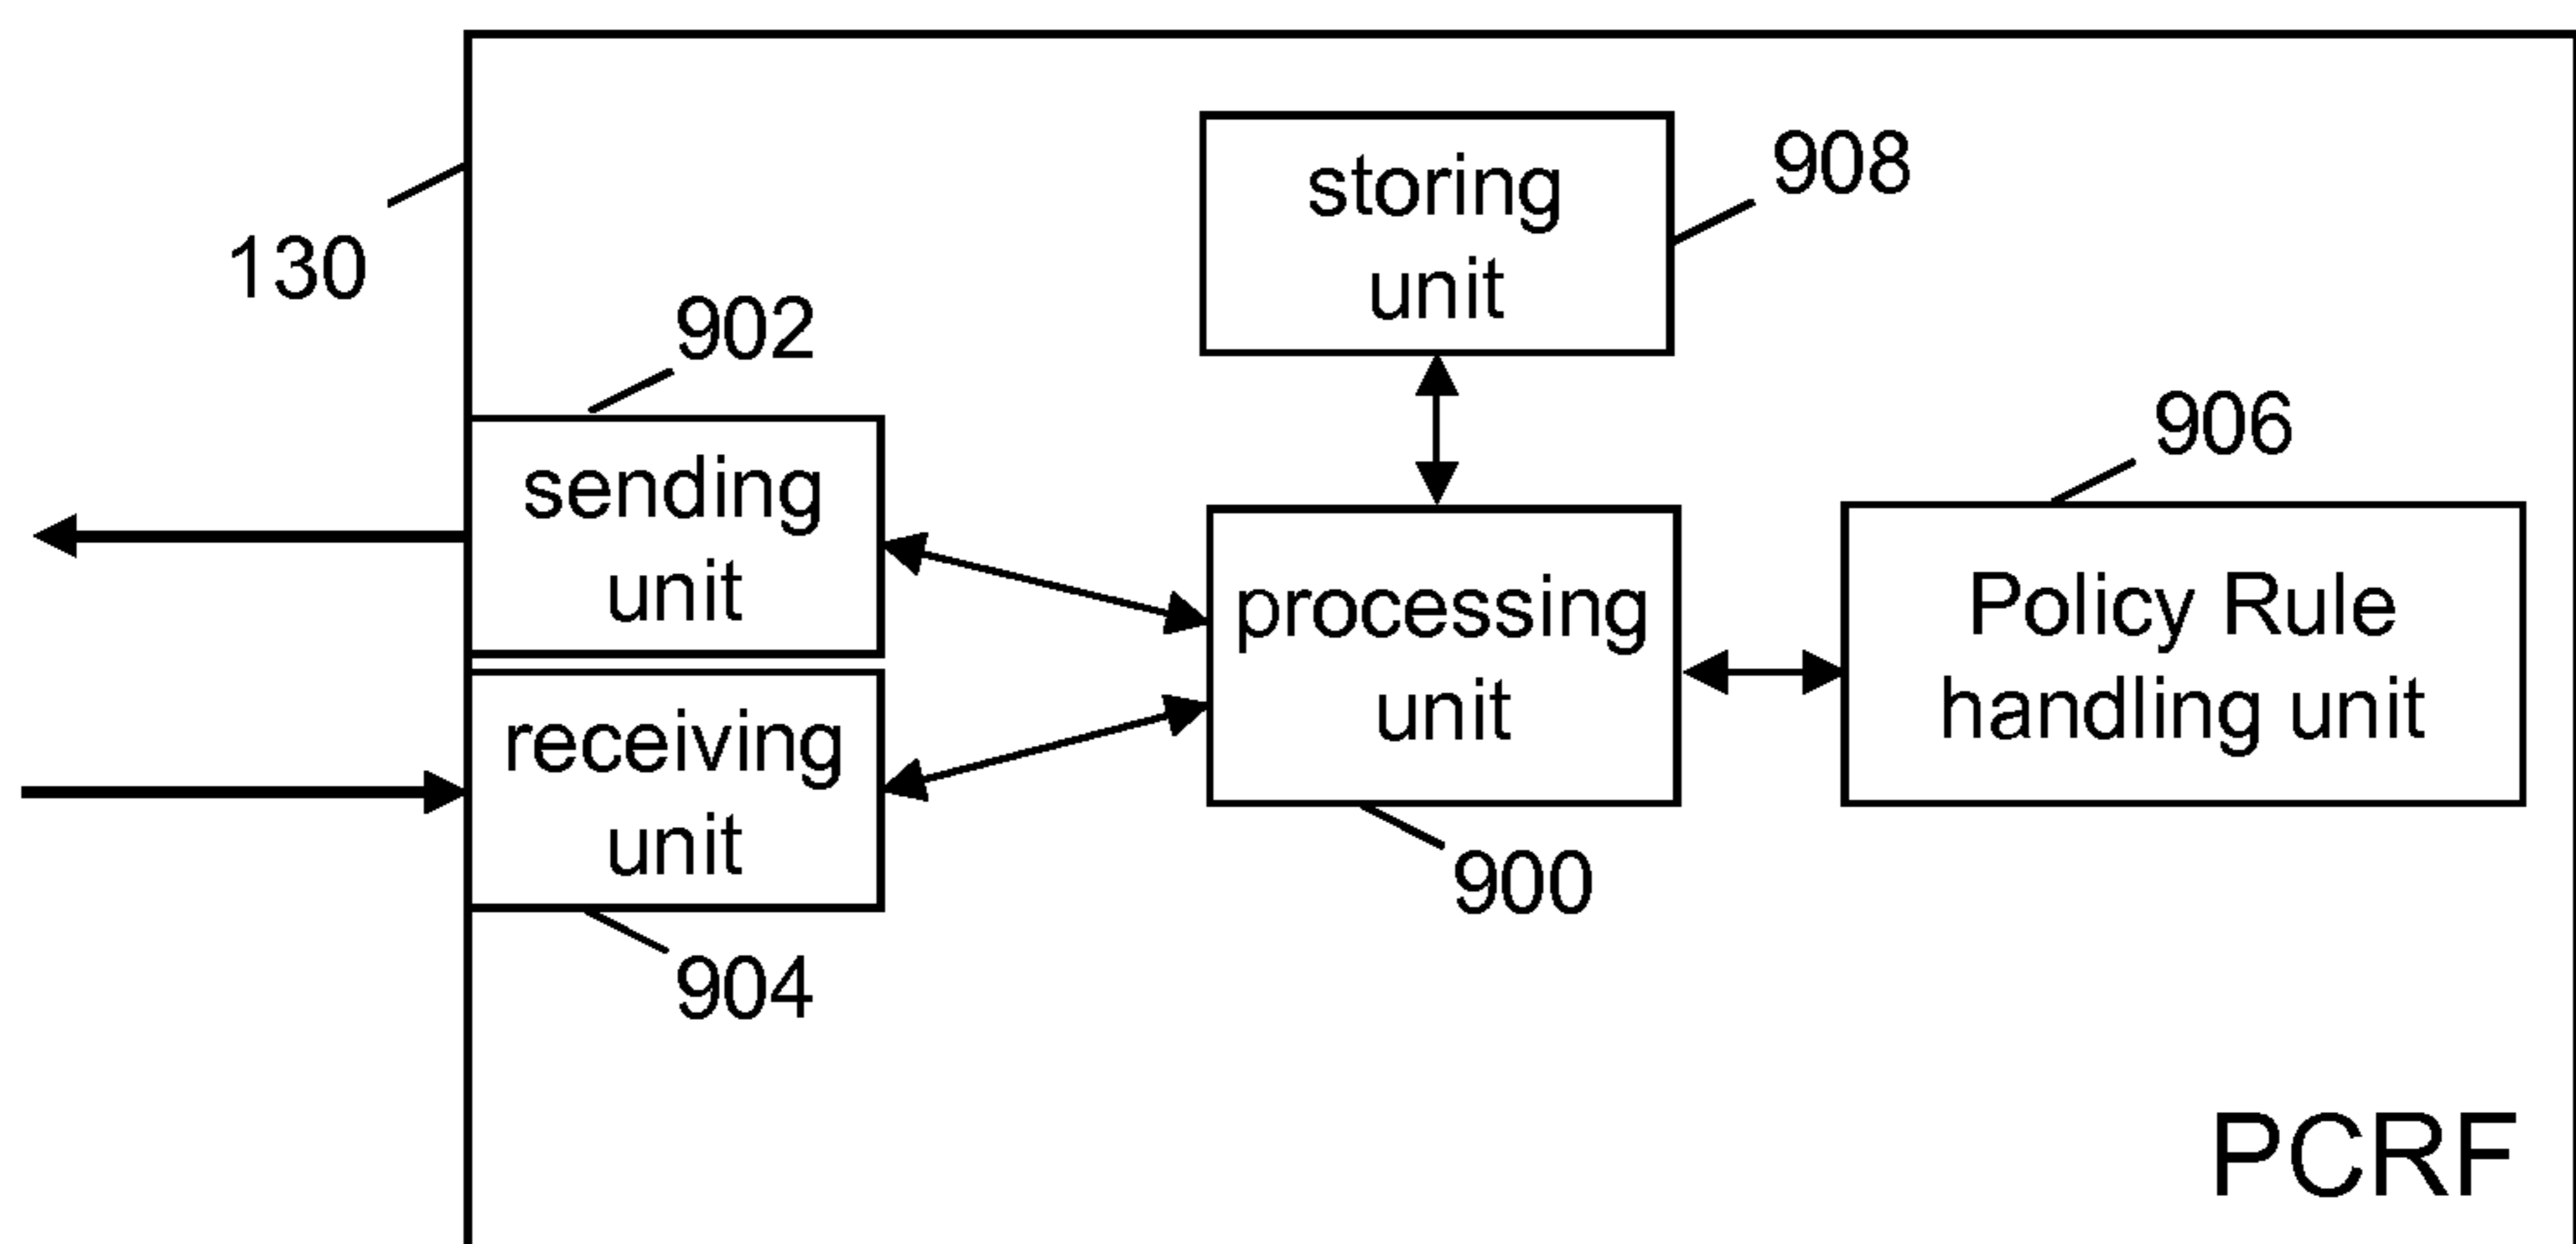 storing
unit
908
130
902
906
sending
unit
processing
unit
Policy Rule
handling unit
receiving
unit
900
904
PCRF